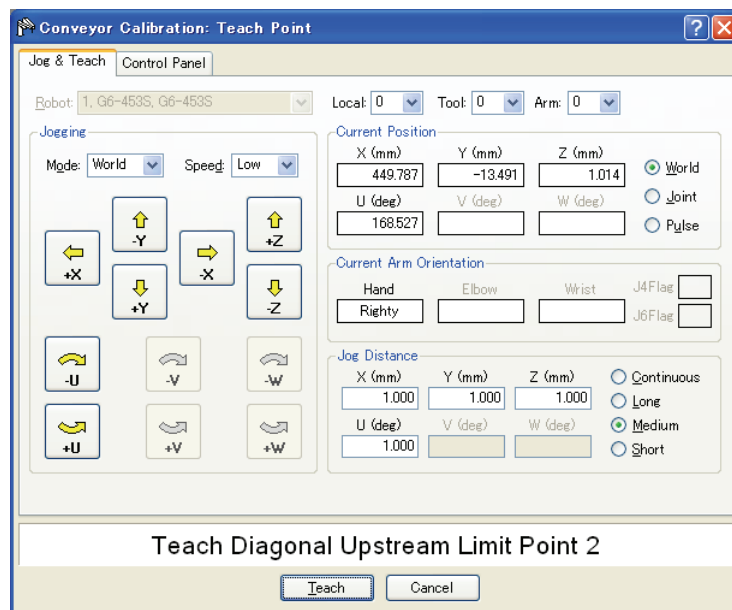 Conveyor Calibration: Teach Point
Jog & Teach Control Panel
Robot: 1, G6-453S, G6-453S Local: 0 Tool: 0 Arm: 0
Jogging
Mode: World Speed: Low
-Y +Z
+X -X
+Y -Z
-U -V -W
+U +V +W
Current Position
X (mm) Y (mm) Z (mm)
449.787 -13.491 1.014
U (deg) V (deg) W (deg)
168.527
World
Joint
Pulse
Current Arm Orientation
Hand Elbow Wrist J4Flag
Righty J6Flag
Jog Distance
X (mm) Y (mm) Z (mm)
1.000 1.000 1.000
U (deg) V (deg) W (deg)
1.000
Continuous
Long
Medium
Short
Teach Diagonal Upstream Limit Point 2
Teach Cancel